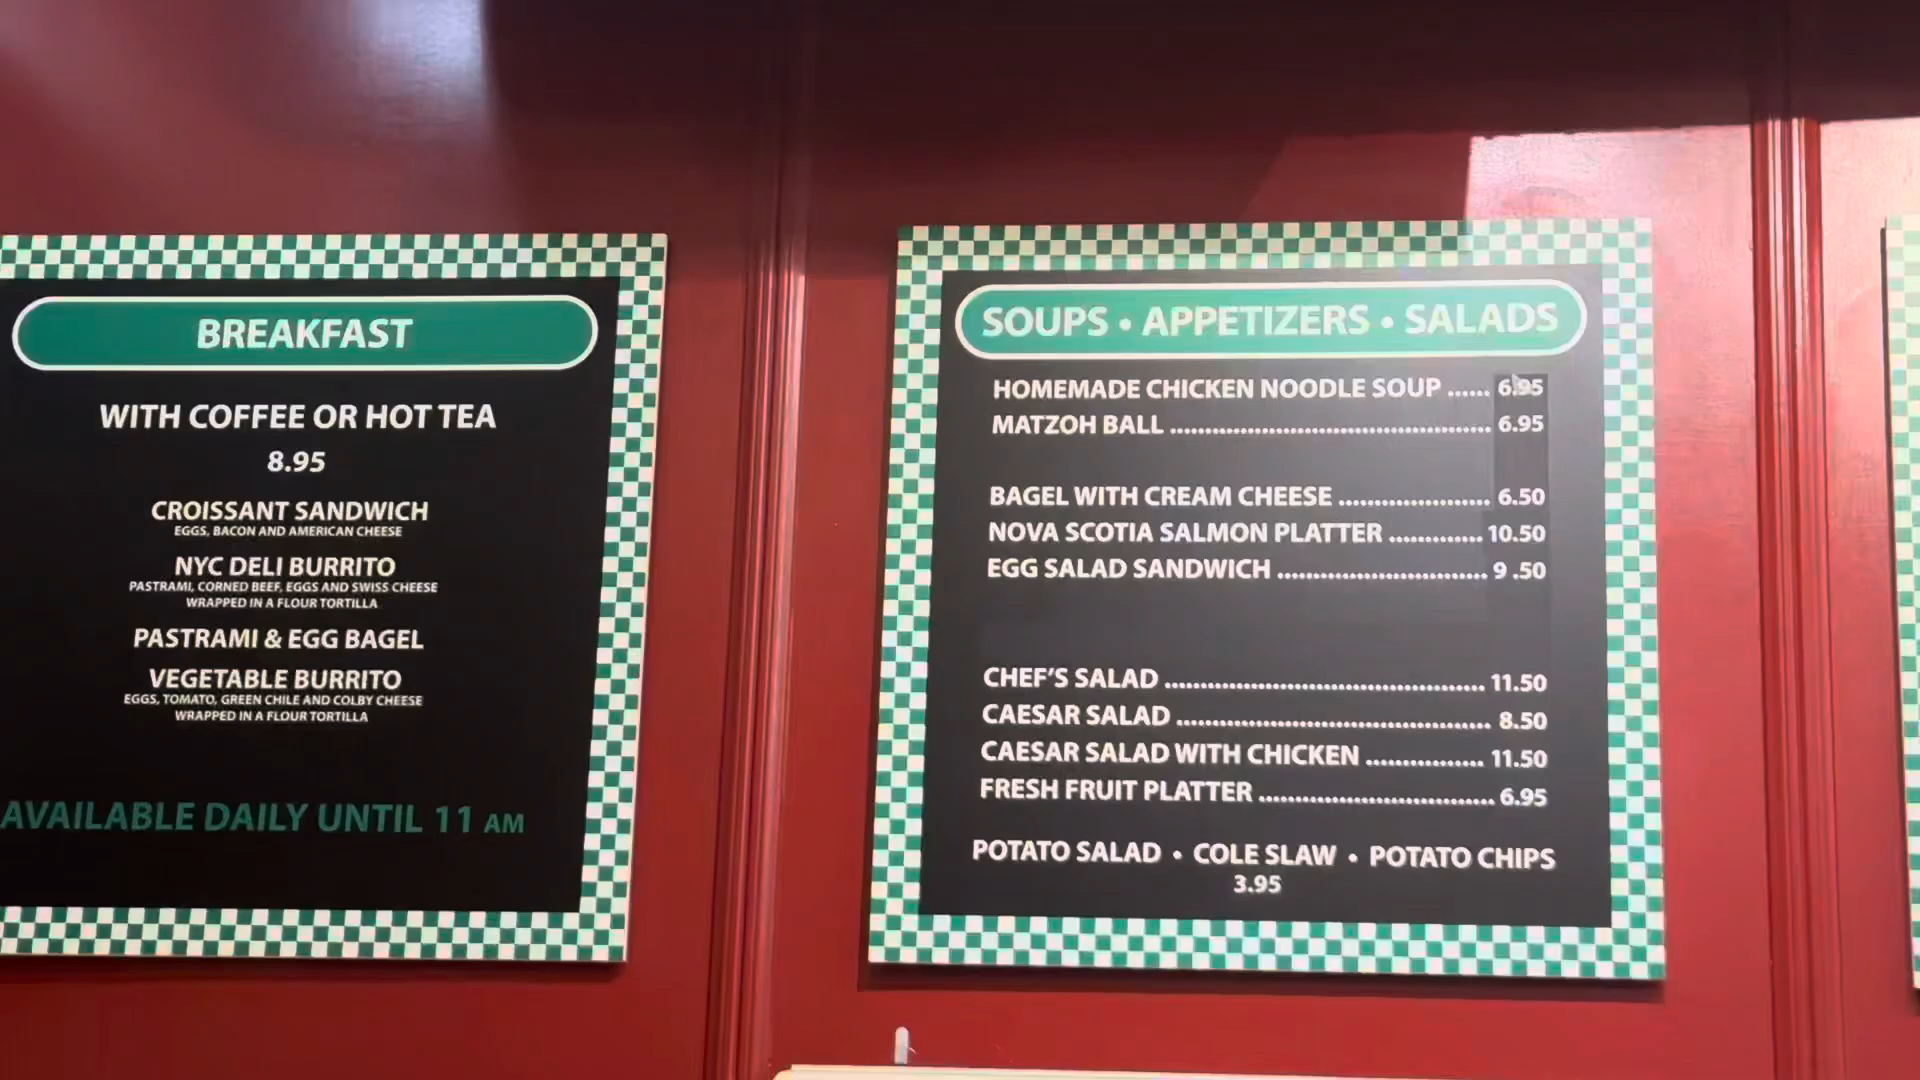 BREAKFAST
WITH COFFEE OR HOT TEA
8.95
CROISSANT SANDWICH
EGGS, BACON AND AMERICAN CHEESE
NYC DELI BURRITO
PASTRAMI, CORNED BEEF, EGGS AND SWISS CHEESE
WRAPPED IN A FLOUR TORTILLA
PASTRAMI & EGG BAGEL
VEGETABLE BURRITO
EGGS, TOMATO, GREEN CHILE AND COLBY CHEESE
WRAPPED IN A FLOUR TORTILLA
AVAILABLE DAILY UNTIL 11 AM
SOUPS • APPETIZERS • SALADS
HOMEMADE CHICKEN NOODLE SOUP ...... 6.95
MATZOH BALL .............................................. 6.95
BAGEL WITH CREAM CHEESE ...................... 6.50
NOVA SCOTIA SALMON PLATTER .............. 10.50
EGG SALAD SANDWICH .............................. 9 .50
CHEF'S SALAD .............................................. 11.50
CAESAR SALAD ............................................. 8.50
CAESAR SALAD WITH CHICKEN ................. 11.50
FRESH FRUIT PLATTER .................................. 6.95
POTATO SALAD • COLE SLAW • POTATO CHIPS
3.95